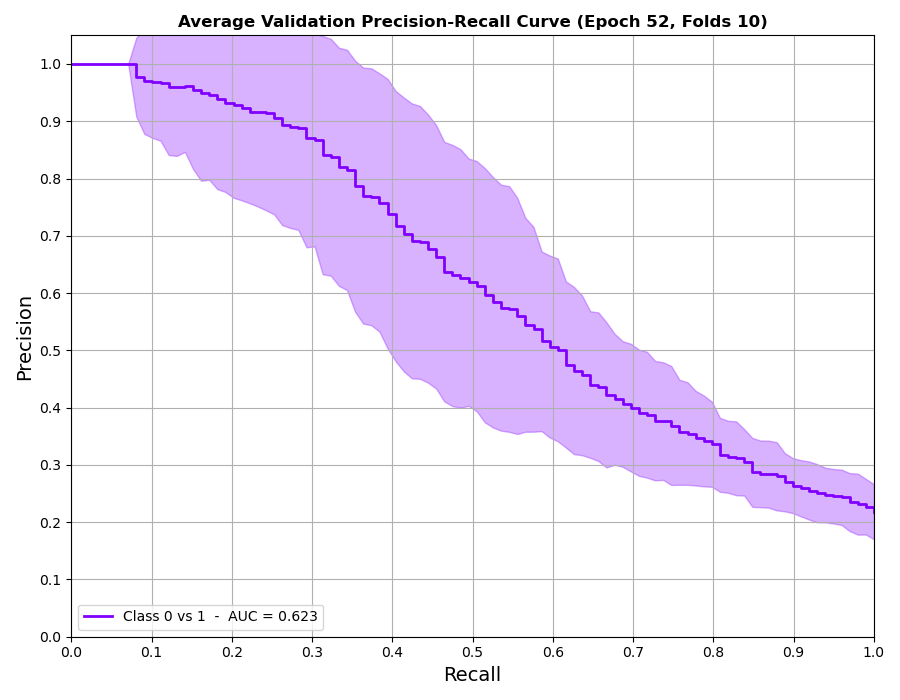 Average Validation Precision-Recall Curve (Epoch 52, Folds 10)
Precision
1.0
0.9
0.8
0.7
0.6
0.5
0.4
0.3
0.2
0.1
0.0
Class 0 vs 1 - AUC = 0.623
0.0 0.1 0.2 0.3 0.4 0.5 0.6 0.7 0.8 0.9 1.0
Recall